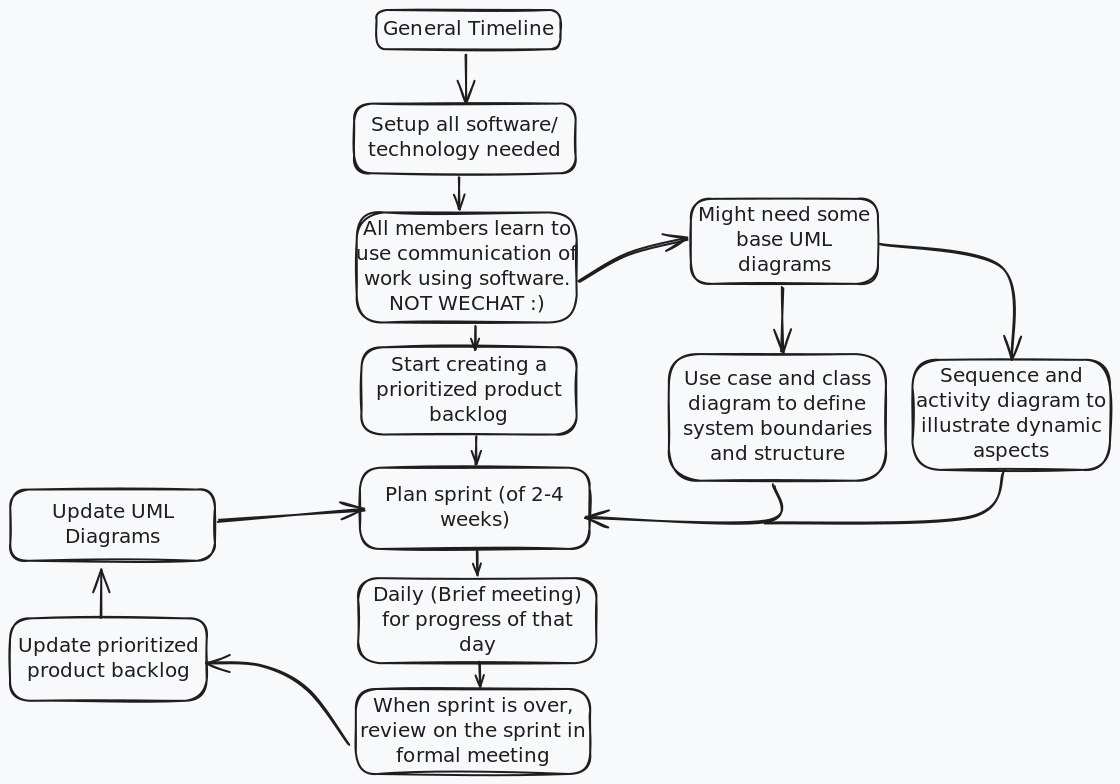 General Timeline
Setup all software/
technology needed
All members learn to
use communication of
work using software.
NOT WECHAT :)
Might need some
base UML
diagrams
Start creating a
prioritized product
backlog
Use case and class
diagram to define
system boundaries
and structure
Sequence and
activity diagram to
illustrate dynamic
aspects
Plan sprint (of 2-4
weeks)
Update UML
Diagrams
Daily (Brief meeting)
for progress of that
day
Update prioritized
product backlog
When sprint is over,
review on the sprint in
formal meeting